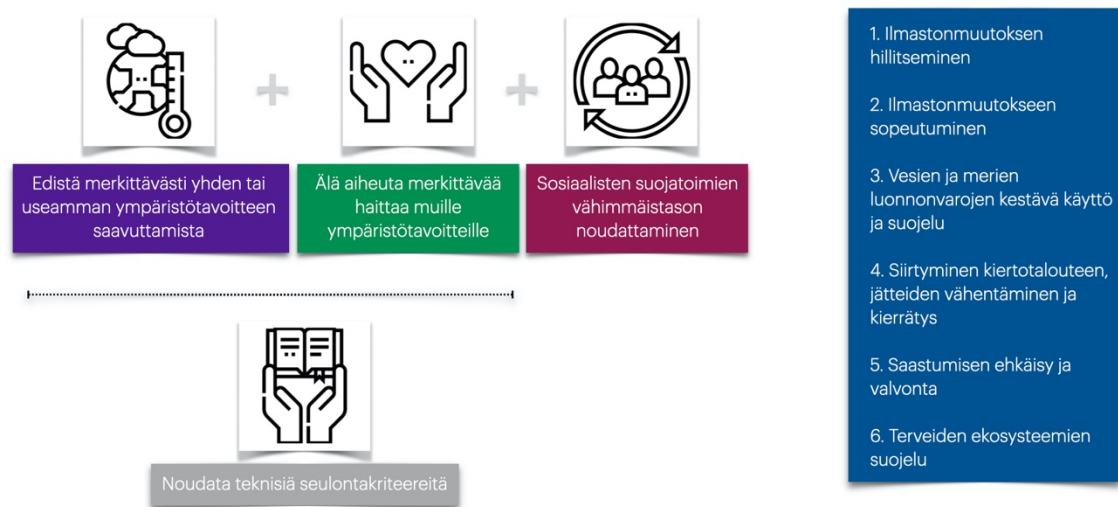 Edistä merkittävästi yhden tai
useamman ympäristötavoitteen
saavuttamista
Älä aiheuta merkittävää
haittaa muille
ympäristötavoitteille
Sosiaalisten suojatoimien
vähimmäistason
noudattaminen
Noudata teknisiä seulontakriteereitä
1. Ilmastonmuutoksen
hillitseminen
2. Ilmastonmuutokseen
sopeutuminen
3. Vesien ja merien
luonnonvarojen kestävä käyttö
ja suojelu
4. Siirtyminen kiertotalouteen,
jätteiden vähentäminen ja
kierrätys
5. Saastumisen ehkäisy ja
valvonta
6. Terveiden ekosysteemien
suojelu